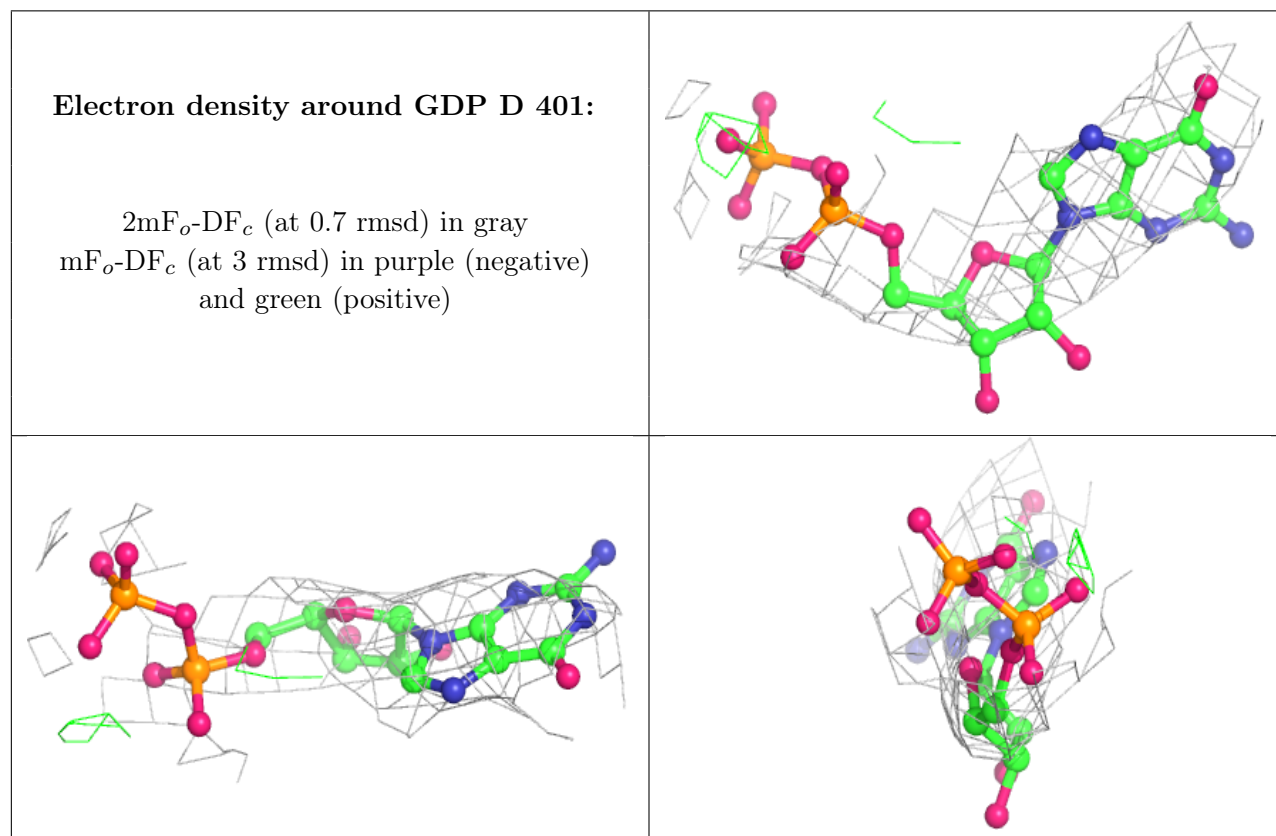 Electron density around GDP D 401:
2mFo-DFc (at 0.7 rmsd) in gray
mFo-DFc (at 3 rmsd) in purple (negative)
and green (positive)